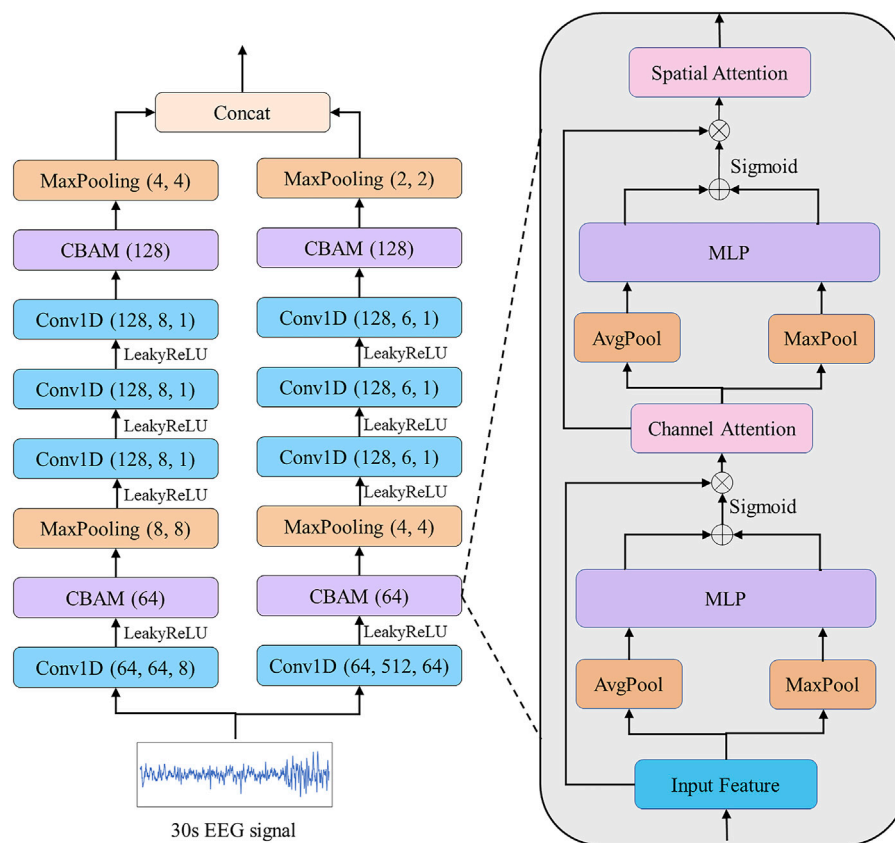 Concat
MaxPooling (4, 4)
CBAM (128)
Conv1D (128, 8, 1)
LeakyReLU
Conv1D (128, 8, 1)
LeakyReLU
Conv1D (128, 8, 1)
LeakyReLU
MaxPooling (8, 8)
CBAM (64)
LeakyReLU
Conv1D (64, 64, 8)
MaxPooling (2, 2)
CBAM (128)
Conv1D (128, 6, 1)
LeakyReLU
Conv1D (128, 6, 1)
LeakyReLU
Conv1D (128, 6, 1)
LeakyReLU
MaxPooling (4, 4)
CBAM (64)
LeakyReLU
Conv1D (64, 512, 64)
30s EEG signal
Spatial Attention
Sigmoid
MLP
AvgPool
MaxPool
Channel Attention
Sigmoid
MLP
AvgPool
MaxPool
Input Feature